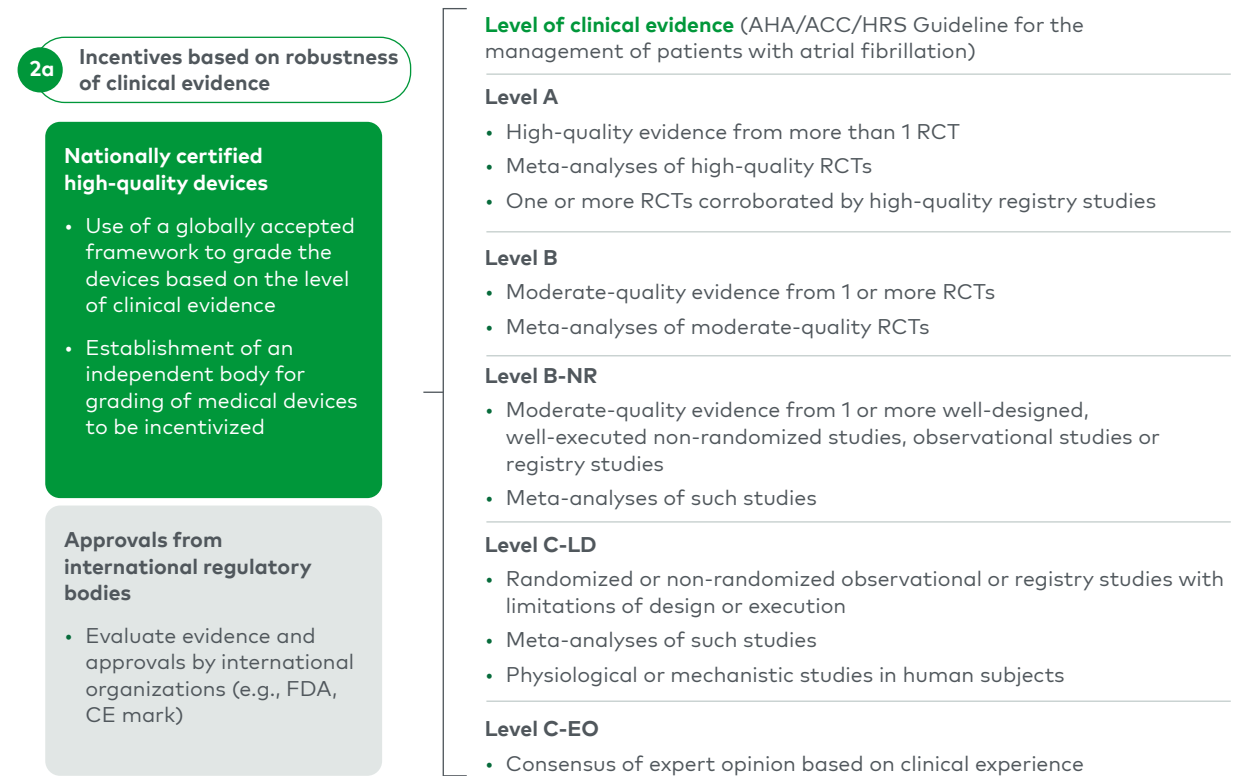 2a
Incentives based on robustness
of clinical evidence
Nationally certified
high-quality devices
• Use of a globally accepted
framework to grade the
devices based on the level
of clinical evidence
• Establishment of an
independent body for
grading of medical devices
to be incentivized
Approvals from
international regulatory
bodies
• Evaluate evidence and
approvals by international
organizations (e.g., FDA,
CE mark)
Level of clinical evidence (AHA/ACC/HRS Guideline for the
management of patients with atrial fibrillation)
Level A
• High-quality evidence from more than 1 RCT
• Meta-analyses of high-quality RCTs
• One or more RCTs corroborated by high-quality registry studies
Level B
• Moderate-quality evidence from 1 or more RCTs
• Meta-analyses of moderate-quality RCTs
Level B-NR
• Moderate-quality evidence from 1 or more well-designed,
well-executed non-randomized studies, observational studies or
registry studies
• Meta-analyses of such studies
Level C-LD
• Randomized or non-randomized observational or registry studies with
limitations of design or execution
• Meta-analyses of such studies
• Physiological or mechanistic studies in human subjects
Level C-EO
• Consensus of expert opinion based on clinical experience